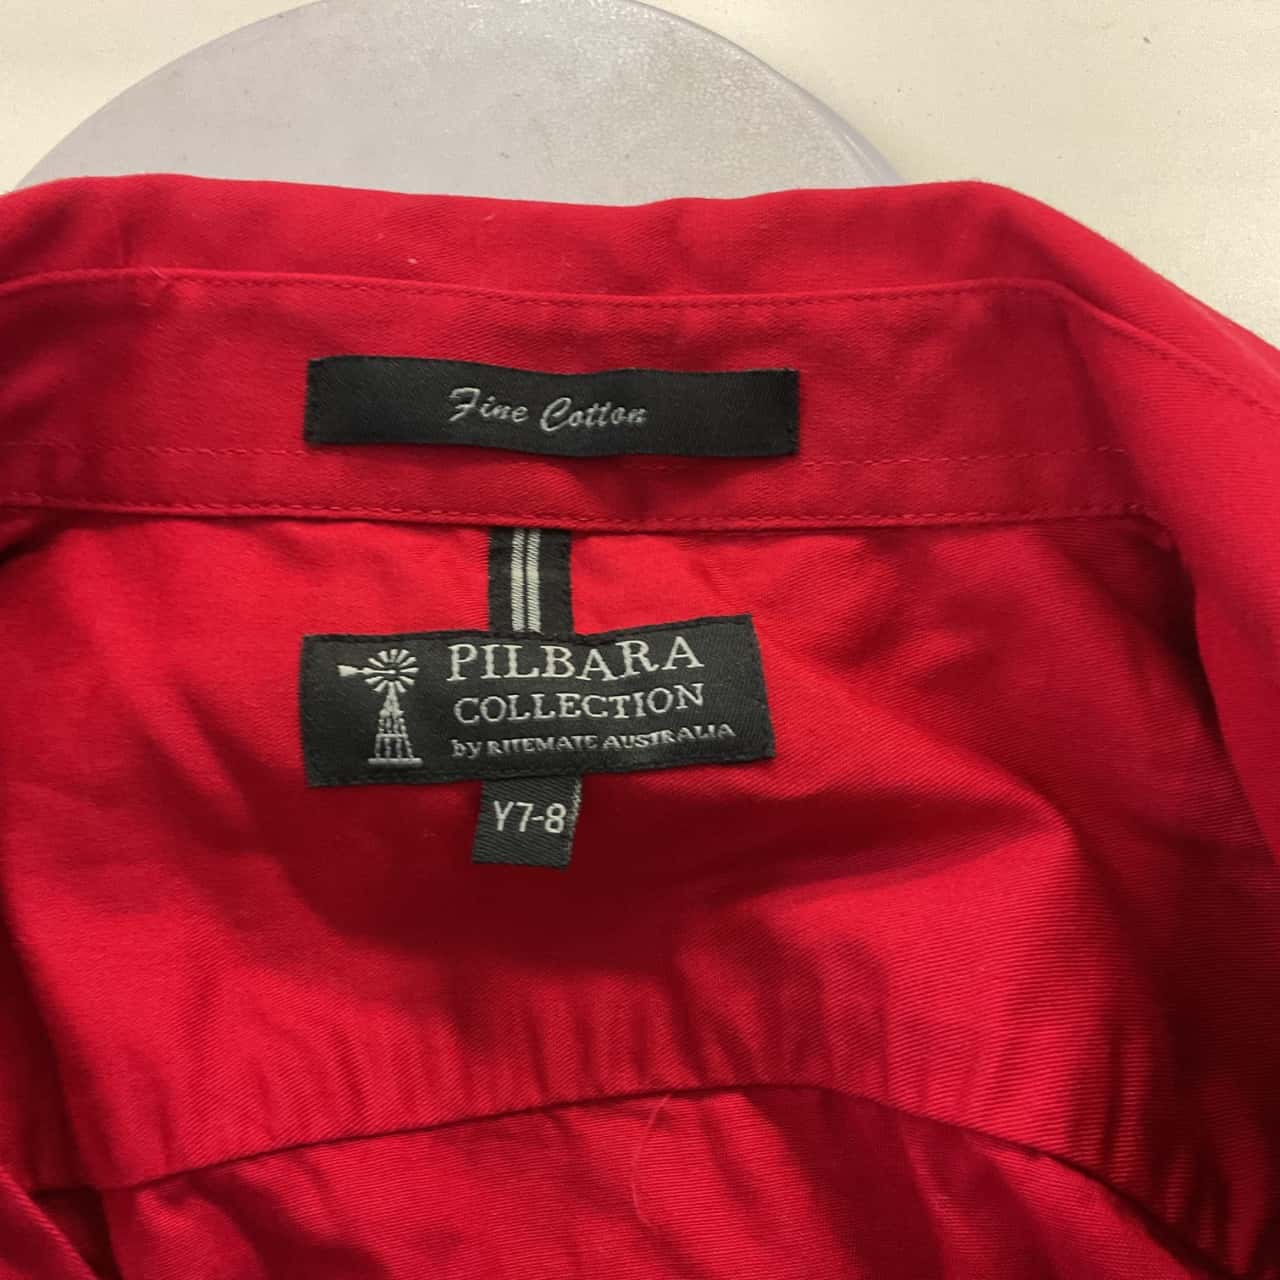 Fine Cotton
PILBARA
COLLECTION
by RITEMATE AUSTRALIA
Y7-8